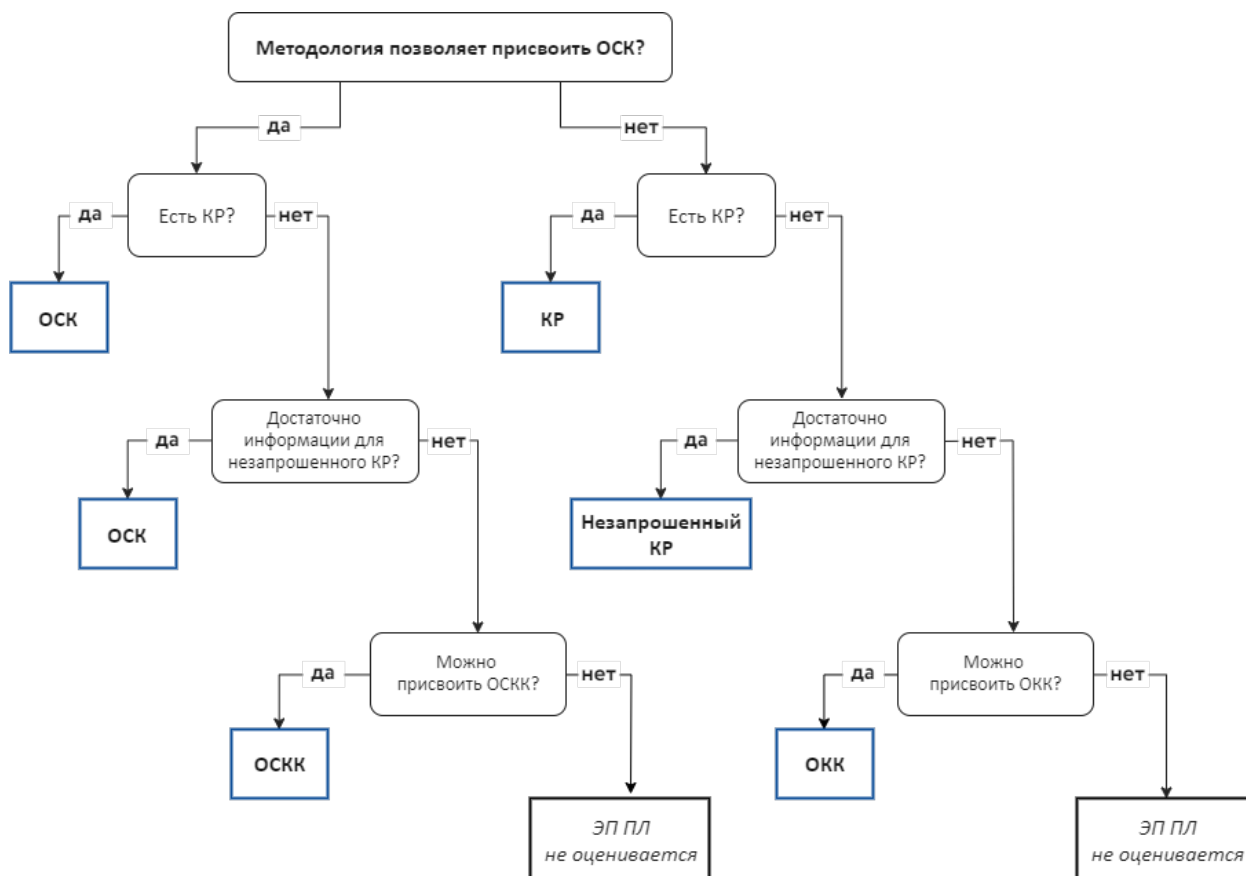 Методология позволяет присвоить ОСК?
да
нет
Есть КР?
Есть КР?
да
нет
да
нет
ОСК
КР
Достаточно
информации для
незапрошенного КР?
Достаточно
информации для
незапрошенного КР?
да
нет
да
нет
ОСК
Незапрошенный
КР
Можно
присвоить ОСКК?
Можно
присвоить ОКК?
да
нет
да
нет
ОСКК
ОКК
ЭП ПЛ
не оценивается
ЭП ПЛ
не оценивается